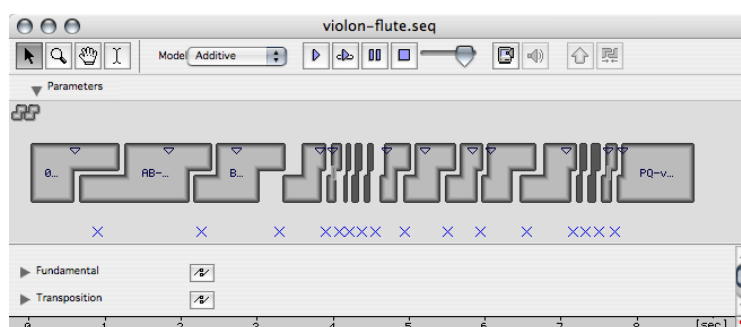 violon-flute.seq
Model Additive
Parameters
0… AB-… B… PQ-v…
Fundamental
Transposition
0 1 2 3 4 5 6 7 8 [sec]